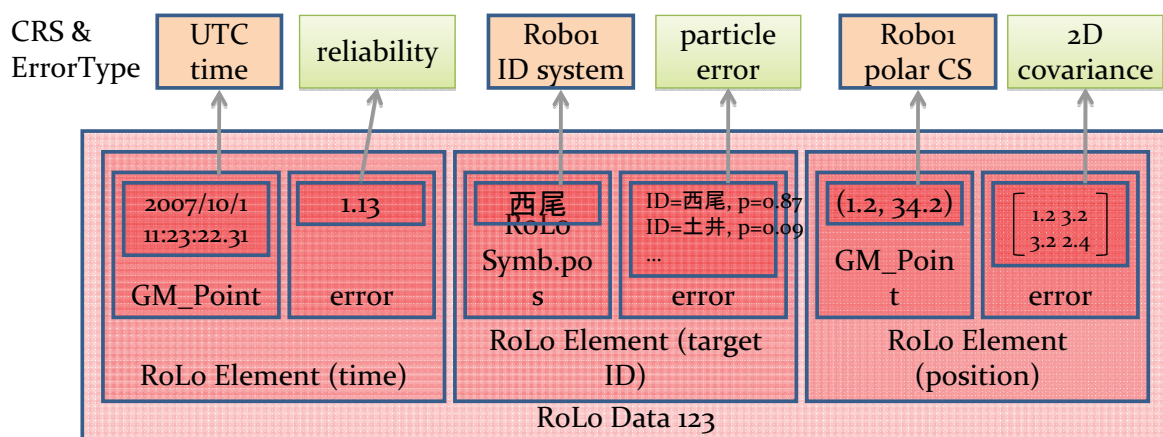 CRS &
ErrorType
UTC
time
reliability
Robo1
ID system
particle
error
Robo1
polar CS
2D
covariance
2007/10/1
11:23:22.31
GM_Point
1.13
error
RoLo Element (time)
西尾
RoLo
Symb.po
s
ID=西尾, p=0.87
ID=土井, p=0.09
...
error
RoLo Element (target
ID)
(1.2, 34.2)
GM_Poin
t
1.2 3.2
3.2 2.4
error
RoLo Element
(position)
RoLo Data 123